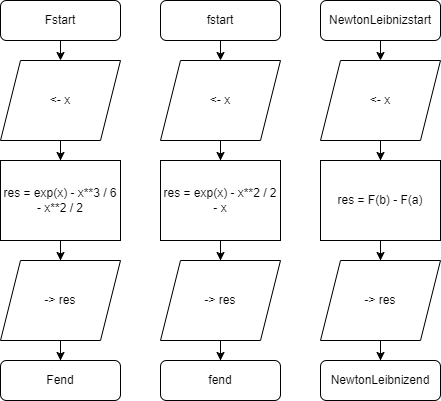 Fstart
<- x
res = exp(x) - x**3 / 6
- x**2 / 2
-> res
Fend
fstart
<- x
res = exp(x) - x**2 / 2
- x
-> res
fend
NewtonLeibnizstart
<- x
res = F(b) - F(a)
-> res
NewtonLeibnizend